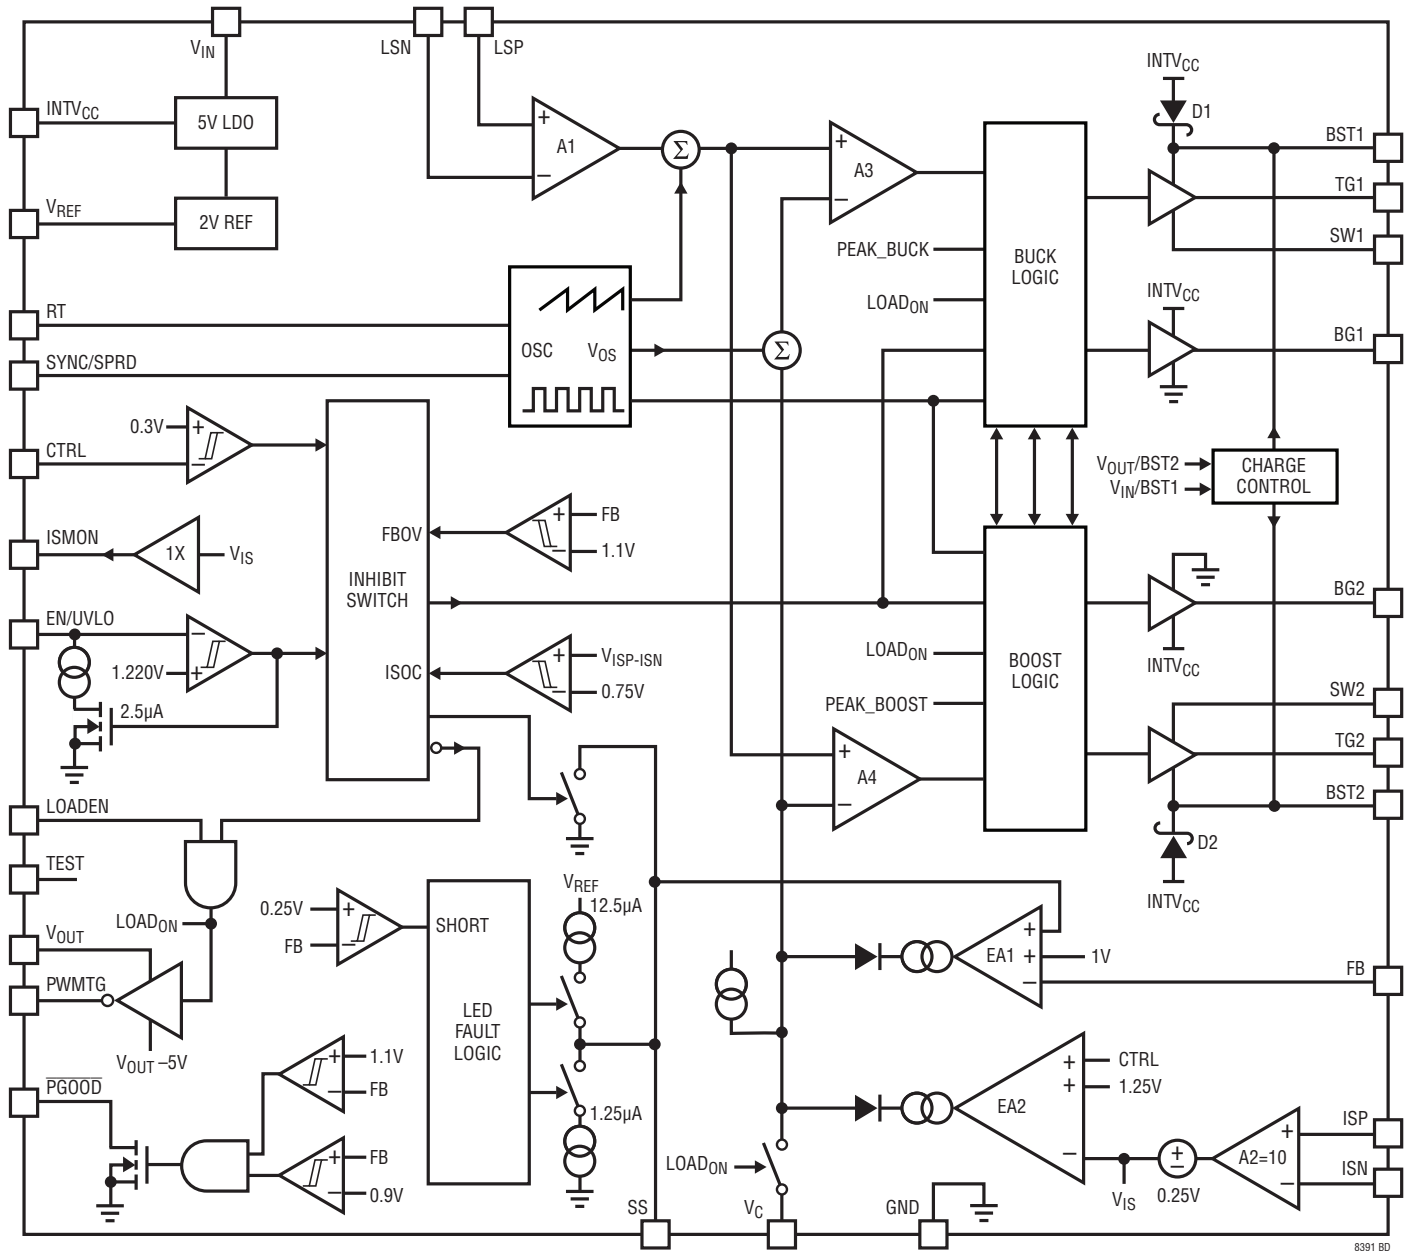 VIN
LSN
LSP
INTVCC
5V LDO
VREF
2V REF
A1
+
−
Σ
A3
+
−
INTVCC
D1
BST1
TG1
SW1
PEAK_BUCK
BUCK
LOGIC
LOADON
INTVCC
BG1
RT
SYNC/SPRD
OSC
VOS
Σ
0.3V
+
CTRL
−
VOUT/BST2
VIN/BST1
CHARGE
CONTROL
ISMON
1X
VIS
FBOV
+
FB
−
1.1V
INHIBIT
SWITCH
EN/UVLO
−
1.220V
+
2.5µA
ISOC
+
VISP-ISN
−
0.75V
LOADON
BOOST
LOGIC
PEAK_BOOST
BG2
INTVCC
SW2
TG2
BST2
D2
INTVCC
+
A4
−
LOADEN
TEST
LOADON
VOUT
PWMTG
VOUT –5V
PGOOD
0.25V
+
FB
−
SHORT
LED
FAULT
LOGIC
VREF
12.5µA
1.25µA
+
1.1V
−
FB
+
FB
−
0.9V
EA1
+
+
1V
−
FB
EA2
+
CTRL
+
1.25V
−
VIS
+
−
0.25V
A2=10
+
−
ISP
ISN
LOADON
SS
VC
GND
8391 BD